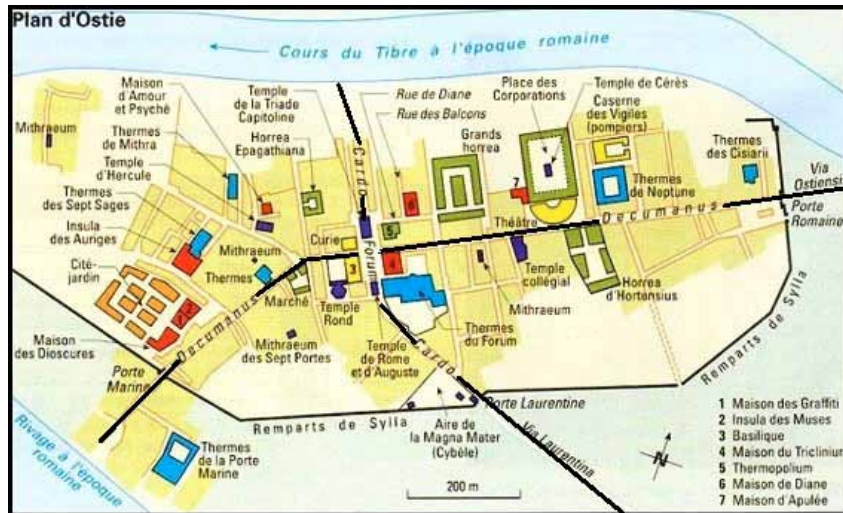 Plan d'Ostie
Cours du Tibre à l'époque romaine
Maison
d'Amour
et Psyché
Temple
de la Triade
Capitoline
Rue de Diane
Rue des Balcons
Place des
Corporations
Temple de Cérès
Caserne
des Vigiles
(pompiers)
Mithraeum
Thermes
de Mithra
Horrea
Epagathiana
Grands
horrea
Thermes
des Cisiarii
Temple
d'Hercule
Cardo
Thermes
de Neptune
Via
Ostiensi
Thermes
des Sept Sages
6
7
Porte
Romaine
Insula
des Auriges
Mithraeum
Curie
Forum
5
Théâtre
Decumanus
Cité-
jardin
Thermes
3
4
Temple
collégial
Horrea
d'Hortensius
Marché
Temple
Rond
Mithraeum
2
Decumanus
Thermes
du Forum
Maison
des Dioscures
Mithraeum
des Sept Portes
Temple
de Rome
et d'Auguste
Cardo
Remparts de Sylla
Porte
Marine
Porte Laurentine
Remparts de Sylla
Aire de
la Magna Mater
(Cybèle)
Via Laurentina
Thermes
de la Porte
Marine
Rivage à l'époque
romaine
200 m
N
1 Maison des Graffiti
2 Insula des Muses
3 Basilique
4 Maison du Triclinium
5 Thermopolium
6 Maison de Diane
7 Maison d'Apulée